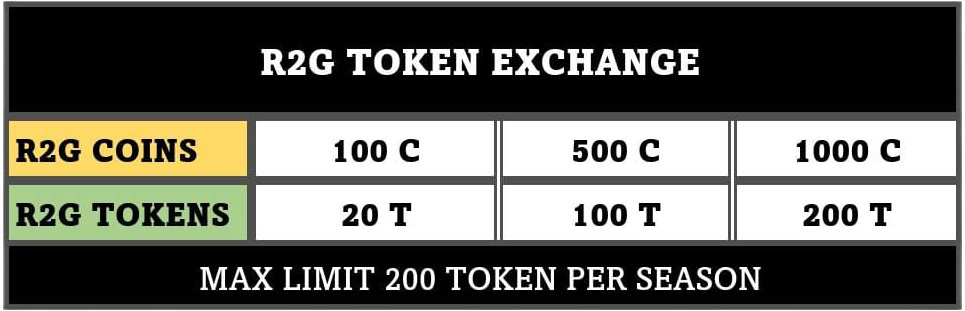 R2G TOKEN EXCHANGE
R2G COINS 100 C 500 C 1000 C
R2G TOKENS 20 T 100 T 200 T
MAX LIMIT 200 TOKEN PER SEASON